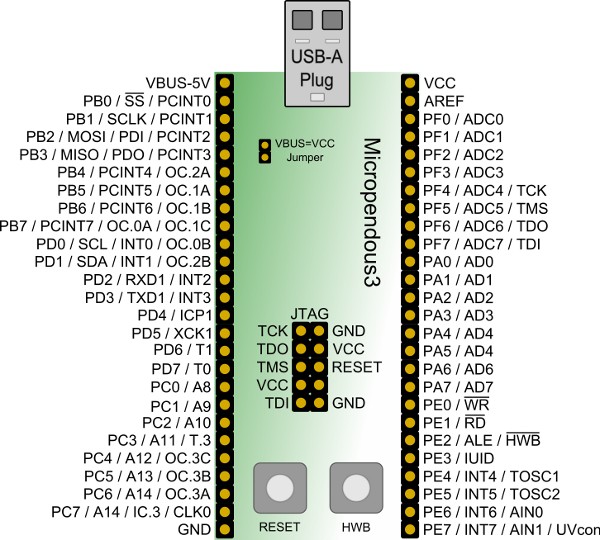 USB-A
Plug
VBUS-5V
PB0 / S̅S̅ / PCINT0
PB1 / SCLK / PCINT1
PB2 / MOSI / PDI / PCINT2
PB3 / MISO / PDO / PCINT3
PB4 / PCINT4 / OC.2A
PB5 / PCINT5 / OC.1A
PB6 / PCINT6 / OC.1B
PB7 / PCINT7 / OC.0A / OC.1C
PD0 / SCL / INT0 / OC.0B
PD1 / SDA / INT1 / OC.2B
PD2 / RXD1 / INT2
PD3 / TXD1 / INT3
PD4 / ICP1
PD5 / XCK1
PD6 / T1
PD7 / T0
PC0 / A8
PC1 / A9
PC2 / A10
PC3 / A11 / T.3
PC4 / A12 / OC.3C
PC5 / A13 / OC.3B
PC6 / A14 / OC.3A
PC7 / A14 / IC.3 / CLK0
GND
VBUS=VCC
Jumper
Micropendous3
JTAG
TCK GND
TDO VCC
TMS RESET
VCC
TDI GND
RESET
HWB
VCC
AREF
PF0 / ADC0
PF1 / ADC1
PF2 / ADC2
PF3 / ADC3
PF4 / ADC4 / TCK
PF5 / ADC5 / TMS
PF6 / ADC6 / TDO
PF7 / ADC7 / TDI
PA0 / AD0
PA1 / AD1
PA2 / AD2
PA3 / AD3
PA4 / AD4
PA5 / AD4
PA6 / AD6
PA7 / AD7
PE0 / W̅R̅
PE1 / R̅D̅
PE2 / ALE / H̅W̅B̅
PE3 / IUID
PE4 / INT4 / TOSC1
PE5 / INT5 / TOSC2
PE6 / INT6 / AIN0
PE7 / INT7 / AIN1 / UVcon